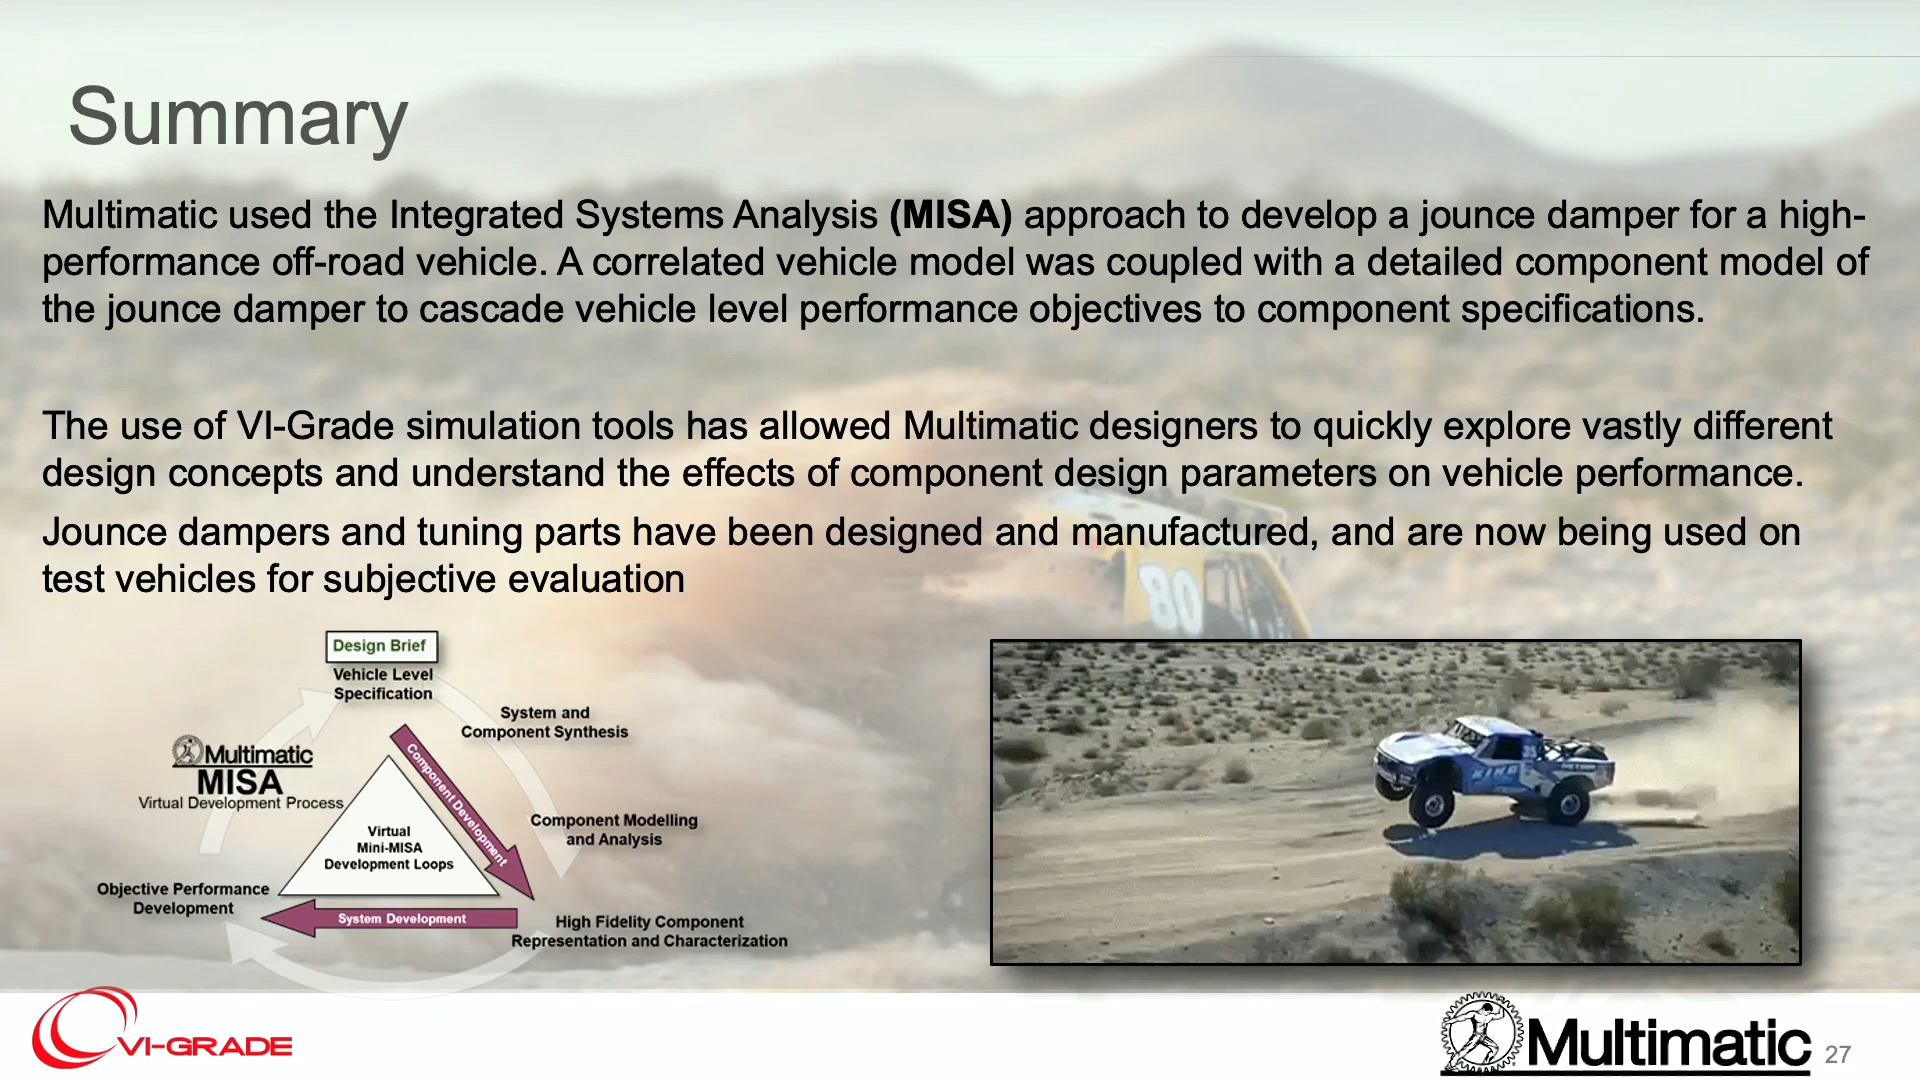 Summary
Multimatic used the Integrated Systems Analysis (MISA) approach to develop a jounce damper for a high-
performance off-road vehicle. A correlated vehicle model was coupled with a detailed component model of
the jounce damper to cascade vehicle level performance objectives to component specifications.
The use of VI-Grade simulation tools has allowed Multimatic designers to quickly explore vastly different
design concepts and understand the effects of component design parameters on vehicle performance.
Jounce dampers and tuning parts have been designed and manufactured, and are now being used on
test vehicles for subjective evaluation
80
Design Brief
Vehicle Level
Specification
System and
Component Synthesis
Multimatic
MISA
Virtual Development Process
Component Development
Virtual
Mini-MISA
Development Loops
Component Modelling
and Analysis
Objective Performance
Development
System Development
High Fidelity Component
Representation and Characterization
KING
VI-GRADE
Multimatic
27